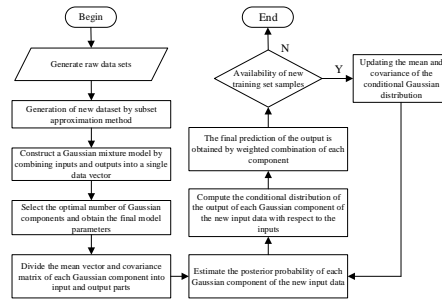 Begin
Generate raw data sets
Generation of new dataset by subset
approximation method
Construct a Gaussian mixture model by
combining inputs and outputs into a single
data vector
Select the optimal number of Gaussian
components and obtain the final model
parameters
Divide the mean vector and covariance
matrix of each Gaussian component into
input and output parts
Estimate the posterior probability of each
Gaussian component of the new input data
Compute the conditional distribution of
the output of each Gaussian component of
the new input data with respect to the
inputs
The final prediction of the output is
obtained by weighted combination of each
component
Availability of new
training set samples
N
Y
End
Updating the mean and
covariance of the
conditional Gaussian
distribution